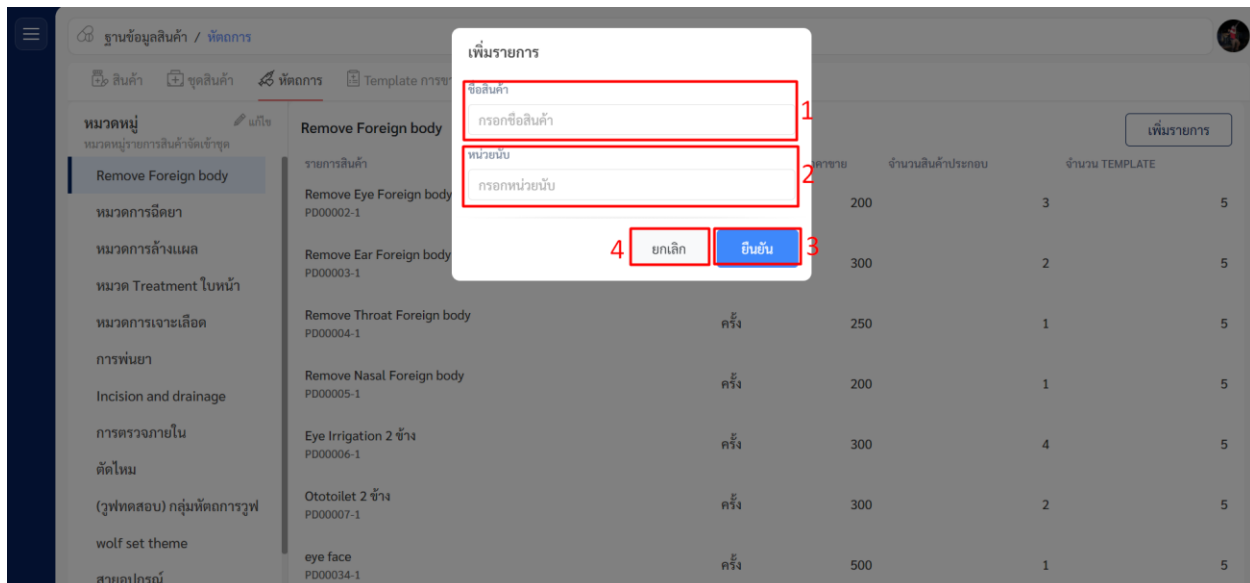 ฐานข้อมูลสินค้า / หัตถการ
สินค้า ชุดสินค้า หัตถการ Template การขา
หมวดหมู่ แก้ไข
หมวดหมู่รายการสินค้าจัดเข้าชุด
Remove Foreign body
หมวดการฉีดยา
หมวดการล้างแผล
หมวด Treatment ใบหน้า
หมวดการเจาะเลือด
การพ่นยา
Incision and drainage
การตรวจภายใน
ตัดไหม
(วูฟทดสอบ) กลุ่มหัตถการวูฟ
wolf set theme
สายอุปกรณ์
เพิ่มรายการ
ชื่อสินค้า
กรอกชื่อสินค้า 1
หน่วยนับ
กรอกหน่วยนับ 2
4 ยกเลิก ยืนยัน 3
Remove Foreign body เพิ่มรายการ
รายการสินค้า คาขาย จำนวนสินค้าประกอบ จำนวน TEMPLATE
Remove Eye Foreign body 200 3 5
PD00002-1
Remove Ear Foreign body 300 2 5
PD00003-1
Remove Throat Foreign body ครั้ง 250 1 5
PD00004-1
Remove Nasal Foreign body ครั้ง 200 1 5
PD00005-1
Eye Irrigation 2 ข้าง ครั้ง 300 4 5
PD00006-1
Ototoilet 2 ข้าง ครั้ง 300 2 5
PD00007-1
eye face ครั้ง 500 1 5
PD00034-1